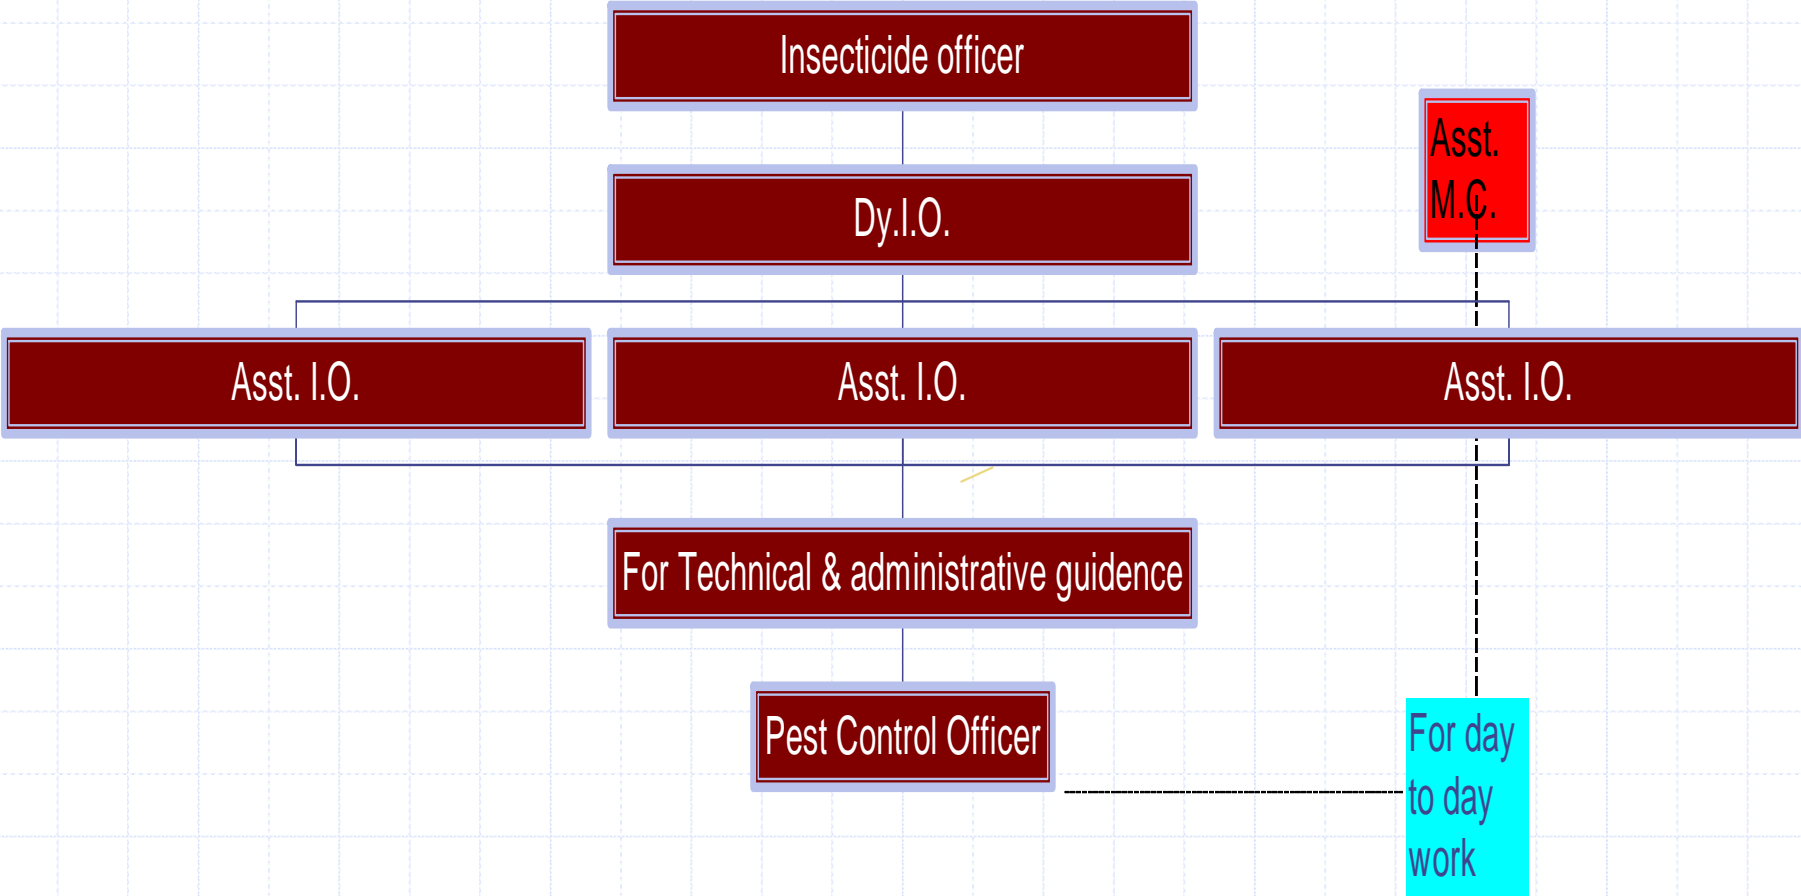 Insecticide officer
Asst.
M.C.
Dy.I.O.
Asst. I.O.
Asst. I.O.
Asst. I.O.
For Technical & administrative guidence
Pest Control Officer
For day
to day
work